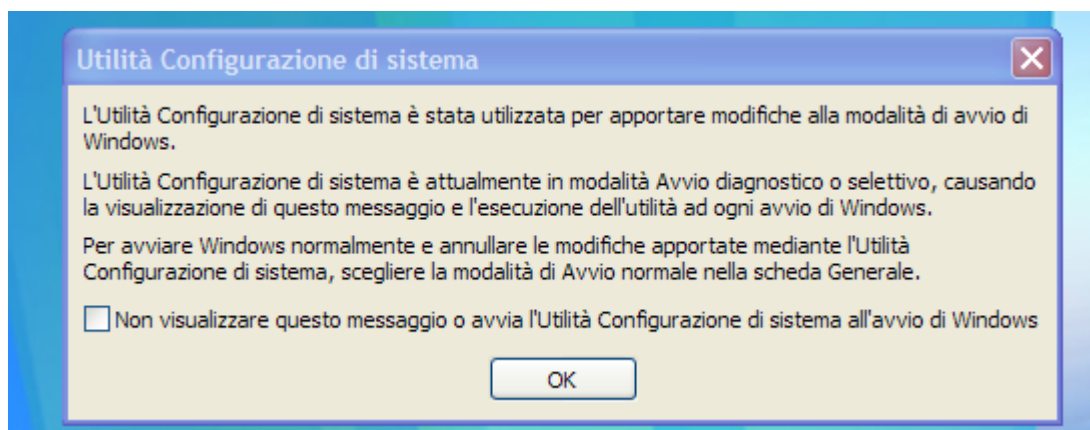 Utilità Configurazione di sistema
L'Utilità Configurazione di sistema è stata utilizzata per apportare modifiche alla modalità di avvio di
Windows.
L'Utilità Configurazione di sistema è attualmente in modalità Avvio diagnostico o selettivo, causando
la visualizzazione di questo messaggio e l'esecuzione dell'utilità ad ogni avvio di Windows.
Per avviare Windows normalmente e annullare le modifiche apportate mediante l'Utilità
Configurazione di sistema, scegliere la modalità di Avvio normale nella scheda Generale.
Non visualizzare questo messaggio o avvia l'Utilità Configurazione di sistema all'avvio di Windows
OK